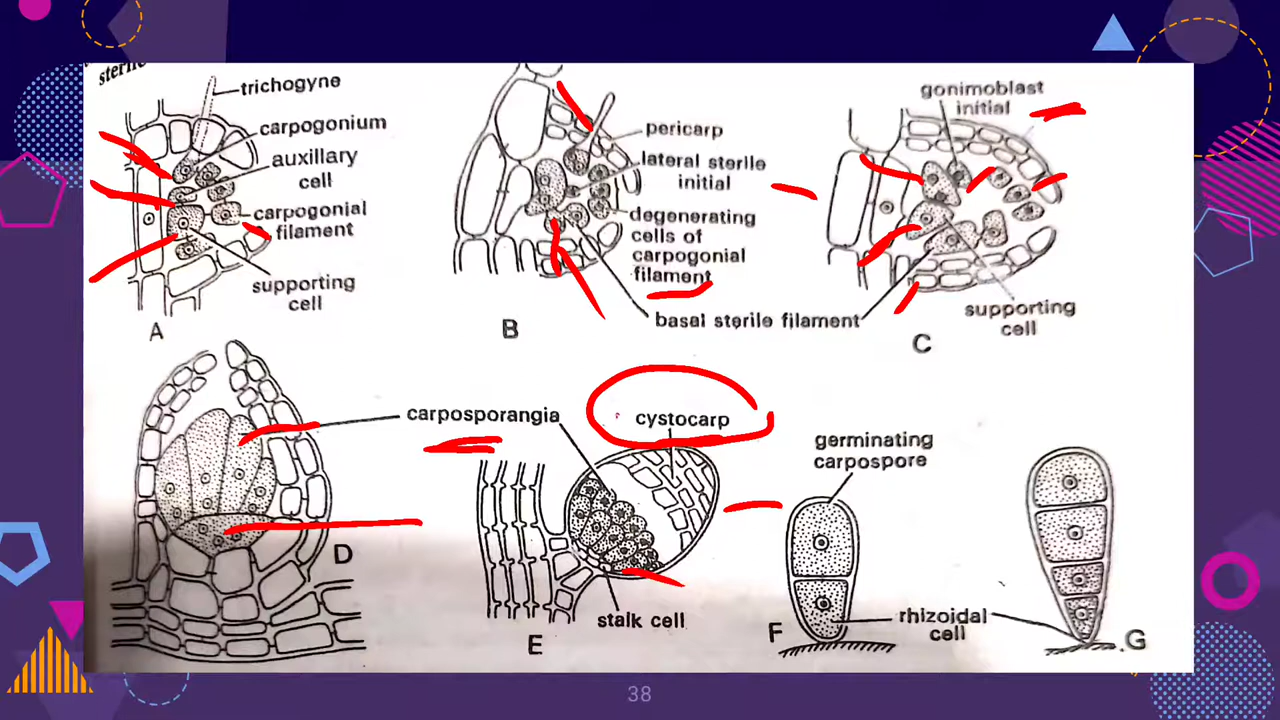 sterile
trichogyne
carpogonium
auxillary
cell
carpogonial
filament
supporting
cell
A
pericarp
lateral sterile
initial
degenerating
cells of
carpogonial
filament
basal sterile filament
B
gonimoblast
initial
supporting
cell
C
carposporangia
D
cystocarp
stalk cell
E
germinating
carpospore
rhizoidal
cell
F
G
38